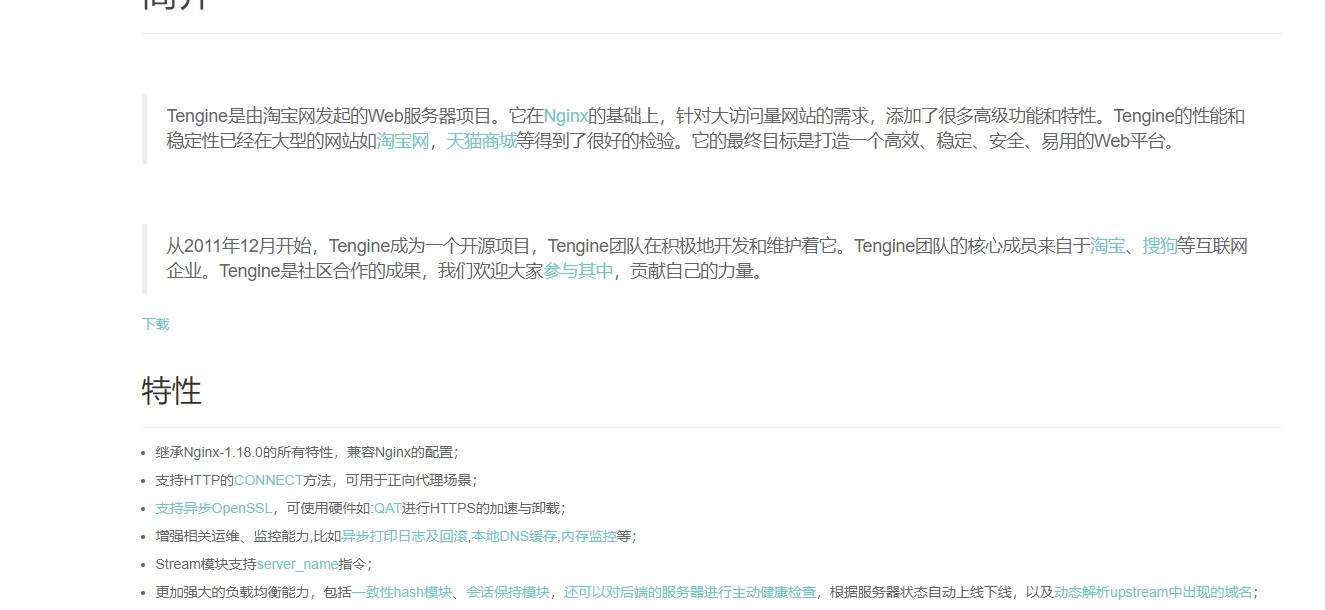 简介
Tengine是由淘宝网发起的Web服务器项目。它在Nginx的基础上，针对大访问量网站的需求，添加了很多高级功能和特性。Tengine的性能和
稳定性已经在大型的网站如淘宝网，天猫商城等得到了很好的检验。它的最终目标是打造一个高效、稳定、安全、易用的Web平台。
从2011年12月开始，Tengine成为一个开源项目，Tengine团队在积极地开发和维护着它。Tengine团队的核心成员来自于淘宝、搜狗等互联网
企业。Tengine是社区合作的成果，我们欢迎大家参与其中，贡献自己的力量。
下载
特性
继承Nginx-1.18.0的所有特性，兼容Nginx的配置；
支持HTTP的CONNECT方法，可用于正向代理场景；
支持异步OpenSSL，可使用硬件如:QAT进行HTTPS的加速与卸载；
增强相关运维、监控能力,比如异步打印日志及回滚,本地DNS缓存,内存监控等；
Stream模块支持server_name指令；
更加强大的负载均衡能力，包括一致性hash模块、会话保持模块，还可以对后端的服务器进行主动健康检查，根据服务器状态自动上线下线，以及动态解析upstream中出现的域名；